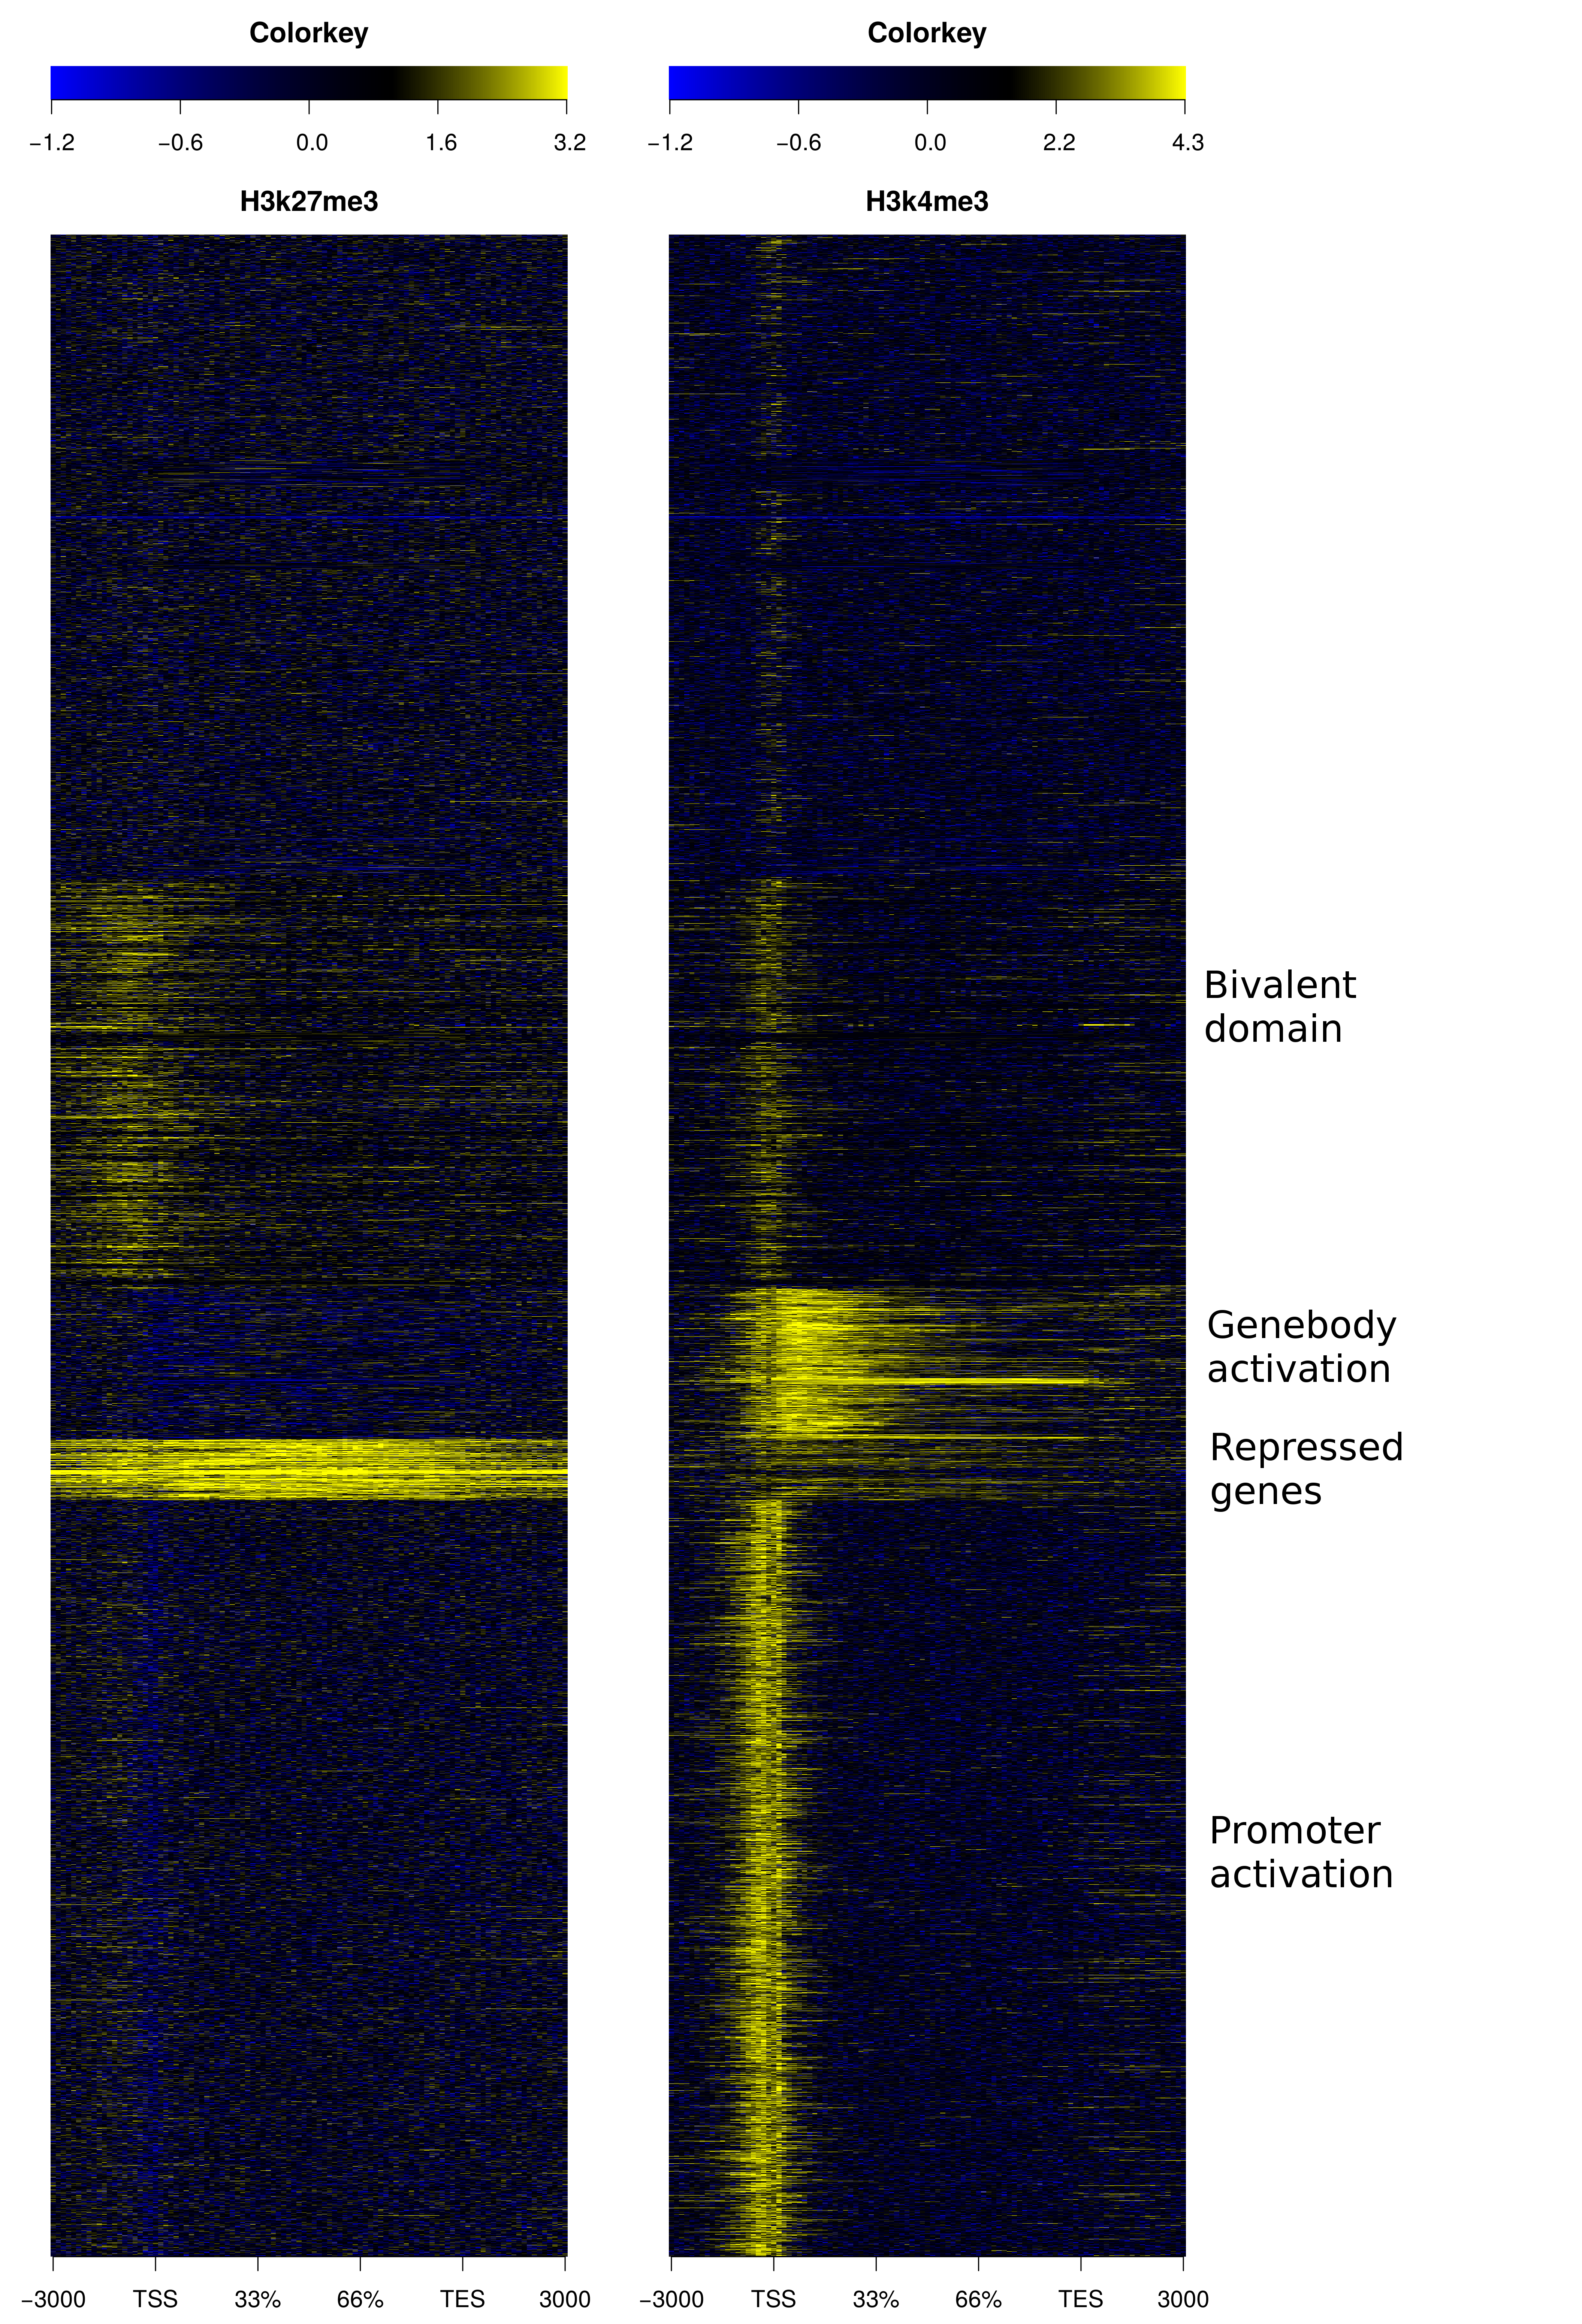 Colorkey
Colorkey
−1.2 −0.6 0.0 1.6 3.2
−1.2 −0.6 0.0 2.2 4.3
H3k27me3
H3k4me3
Bivalent
domain
Genebody
activation
Repressed
genes
Promoter
activation
−3000 TSS 33% 66% TES 3000
−3000 TSS 33% 66% TES 3000